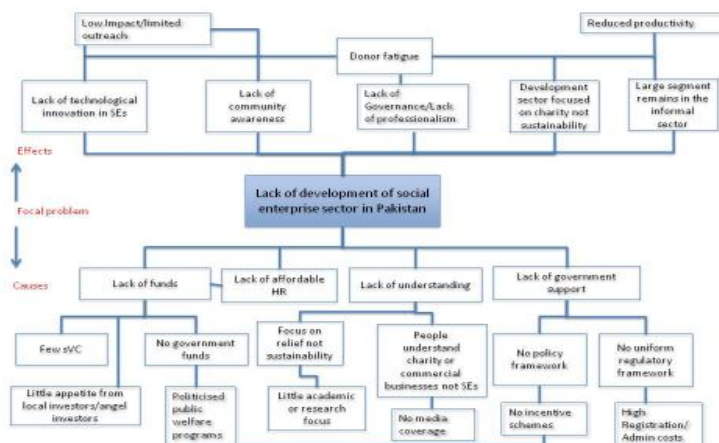 Low Impact/limited
outreach
Reduced productivity
Donor fatigue
Lack of technological
innovation in SEs
Lack of
community
awareness
Lack of
Governance/Lack
of professionalism
Development
sector focused
on charity not
sustainability
Large segment
remains in the
informal
sector
Effects
Focal problem
Causes
Lack of development of social
enterprise sector in Pakistan
Lack of funds
Lack of affordable
HR
Lack of understanding
Lack of government
support
Few sVC
No government
funds
Focus on
relief not
sustainability
People
understand
charity or
commercial
businesses not SEs
No policy
framework
No uniform
regulatory
framework
Little appetite from
local investors/angel
investors
Politicised
public
welfare
programs
Little academic
or research
focus
No media
coverage
No incentive
schemes
High
Registration/
Admin costs.